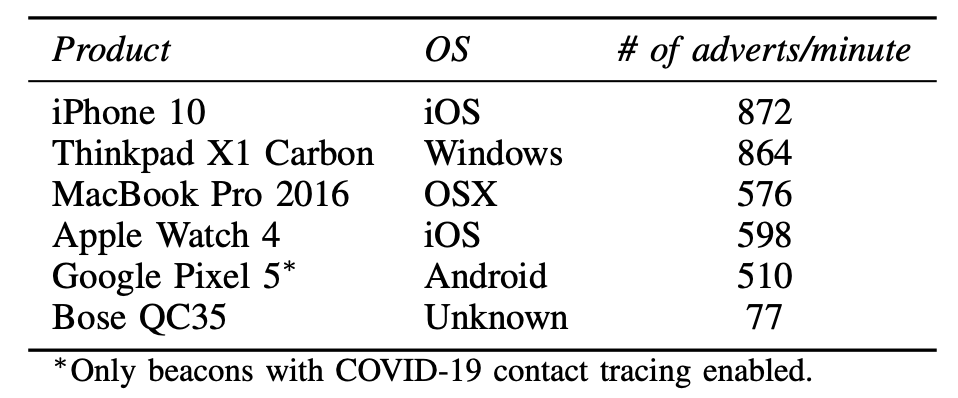 Product OS # of adverts/minute
iPhone 10 iOS 872
Thinkpad X1 Carbon Windows 864
MacBook Pro 2016 OSX 576
Apple Watch 4 iOS 598
Google Pixel 5* Android 510
Bose QC35 Unknown 77
*Only beacons with COVID-19 contact tracing enabled.